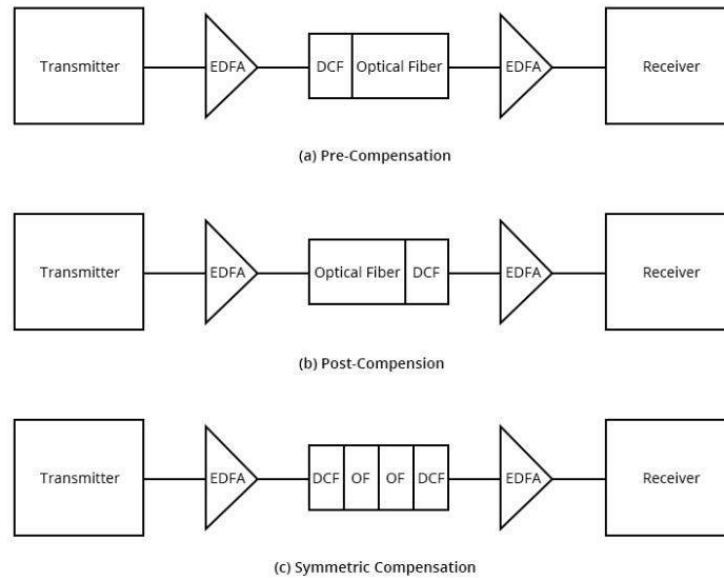 Transmitter EDFA DCF Optical Fiber EDFA Receiver
(a) Pre-Compensation
Transmitter EDFA Optical Fiber DCF EDFA Receiver
(b) Post-Compension
Transmitter EDFA DCF OF OF DCF EDFA Receiver
(c) Symmetric Compensation